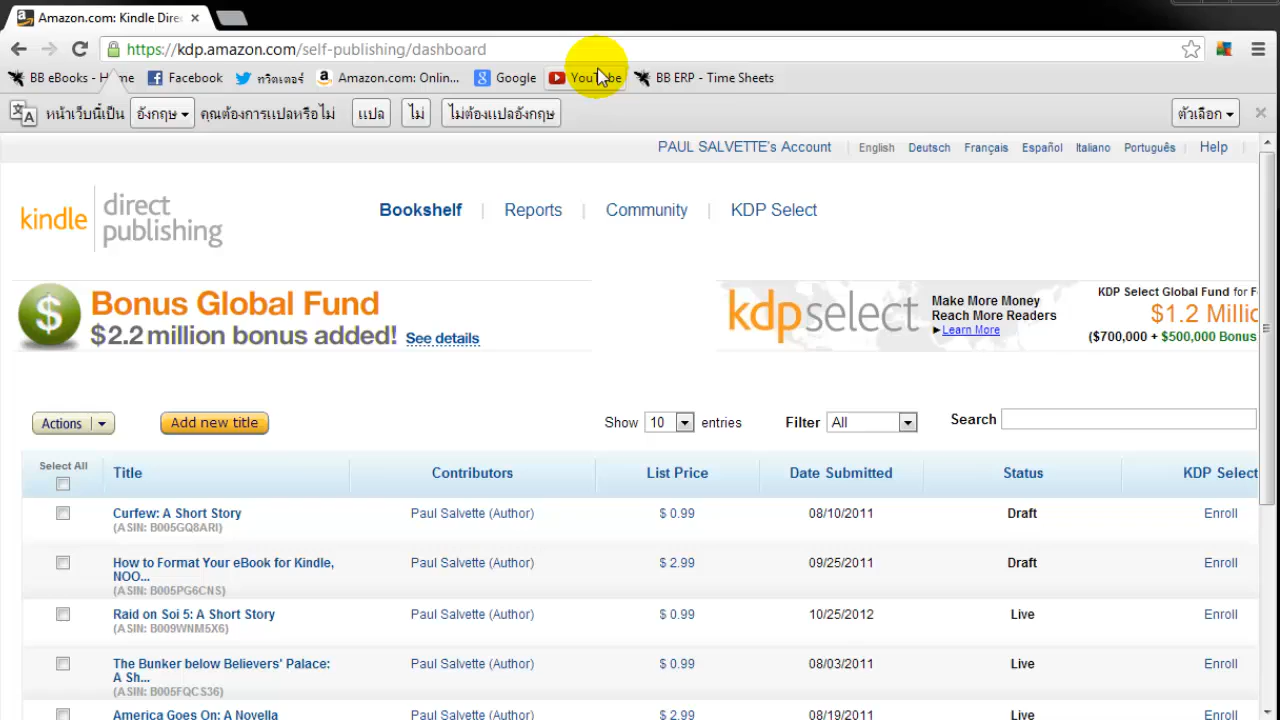 Amazon.com: Kindle Dire
https://kdp.amazon.com/self-publishing/dashboard
BB eBooks - H me Facebook ทวิตเตอร์ Amazon.com: Onlin... Google YouTube BB ERP - Time Sheets
หน้าเว็บนี้เป็น อังกฤษ คุณต้องการแปลหรือไม่ แปล ไม่ ไม่ต้องแปลอังกฤษ ตัวเลือก
PAUL SALVETTE's Account English Deutsch Français Español Italiano Português Help
kindle direct publishing
Bookshelf | Reports | Community | KDP Select
Bonus Global Fund
$2.2 million bonus added! See details
kdpselect
Make More Money
Reach More Readers
Learn More
KDP Select Global Fund for F
$1.2 Millic
($700,000 + $500,000 Bonus
Actions Add new title Show 10 entries Filter All Search
Select All Title Contributors List Price Date Submitted Status KDP Select
Curfew: A Short Story Paul Salvette (Author) $ 0.99 08/10/2011 Draft Enroll
(ASIN: B005GQ8ARI)
How to Format Your eBook for Kindle, NOO... Paul Salvette (Author) $ 2.99 09/25/2011 Draft Enroll
(ASIN: B005PG6CNS)
Raid on Soi 5: A Short Story Paul Salvette (Author) $ 0.99 10/25/2012 Live Enroll
(ASIN: B009WNM5X6)
The Bunker below Believers' Palace: A Sh... Paul Salvette (Author) $ 0.99 08/03/2011 Live Enroll
(ASIN: B005FQCS36)
America Goes On: A Novella Paul Salvette (Author) $ 2.99 08/19/2011 Live Enroll